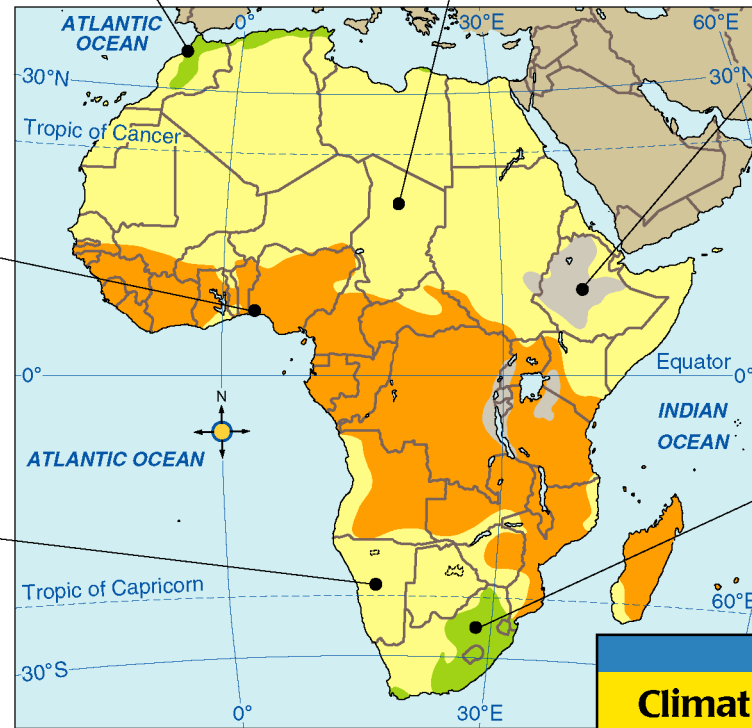 ATLANTIC
OCEAN
0°
30°E
60°E
30°N
30°N
Tropic of Cancer
Equator
0°
0°
N
INDIAN
OCEAN
ATLANTIC OCEAN
Tropic of Capricorn
60°E
30°S
0°
30°E
Climat